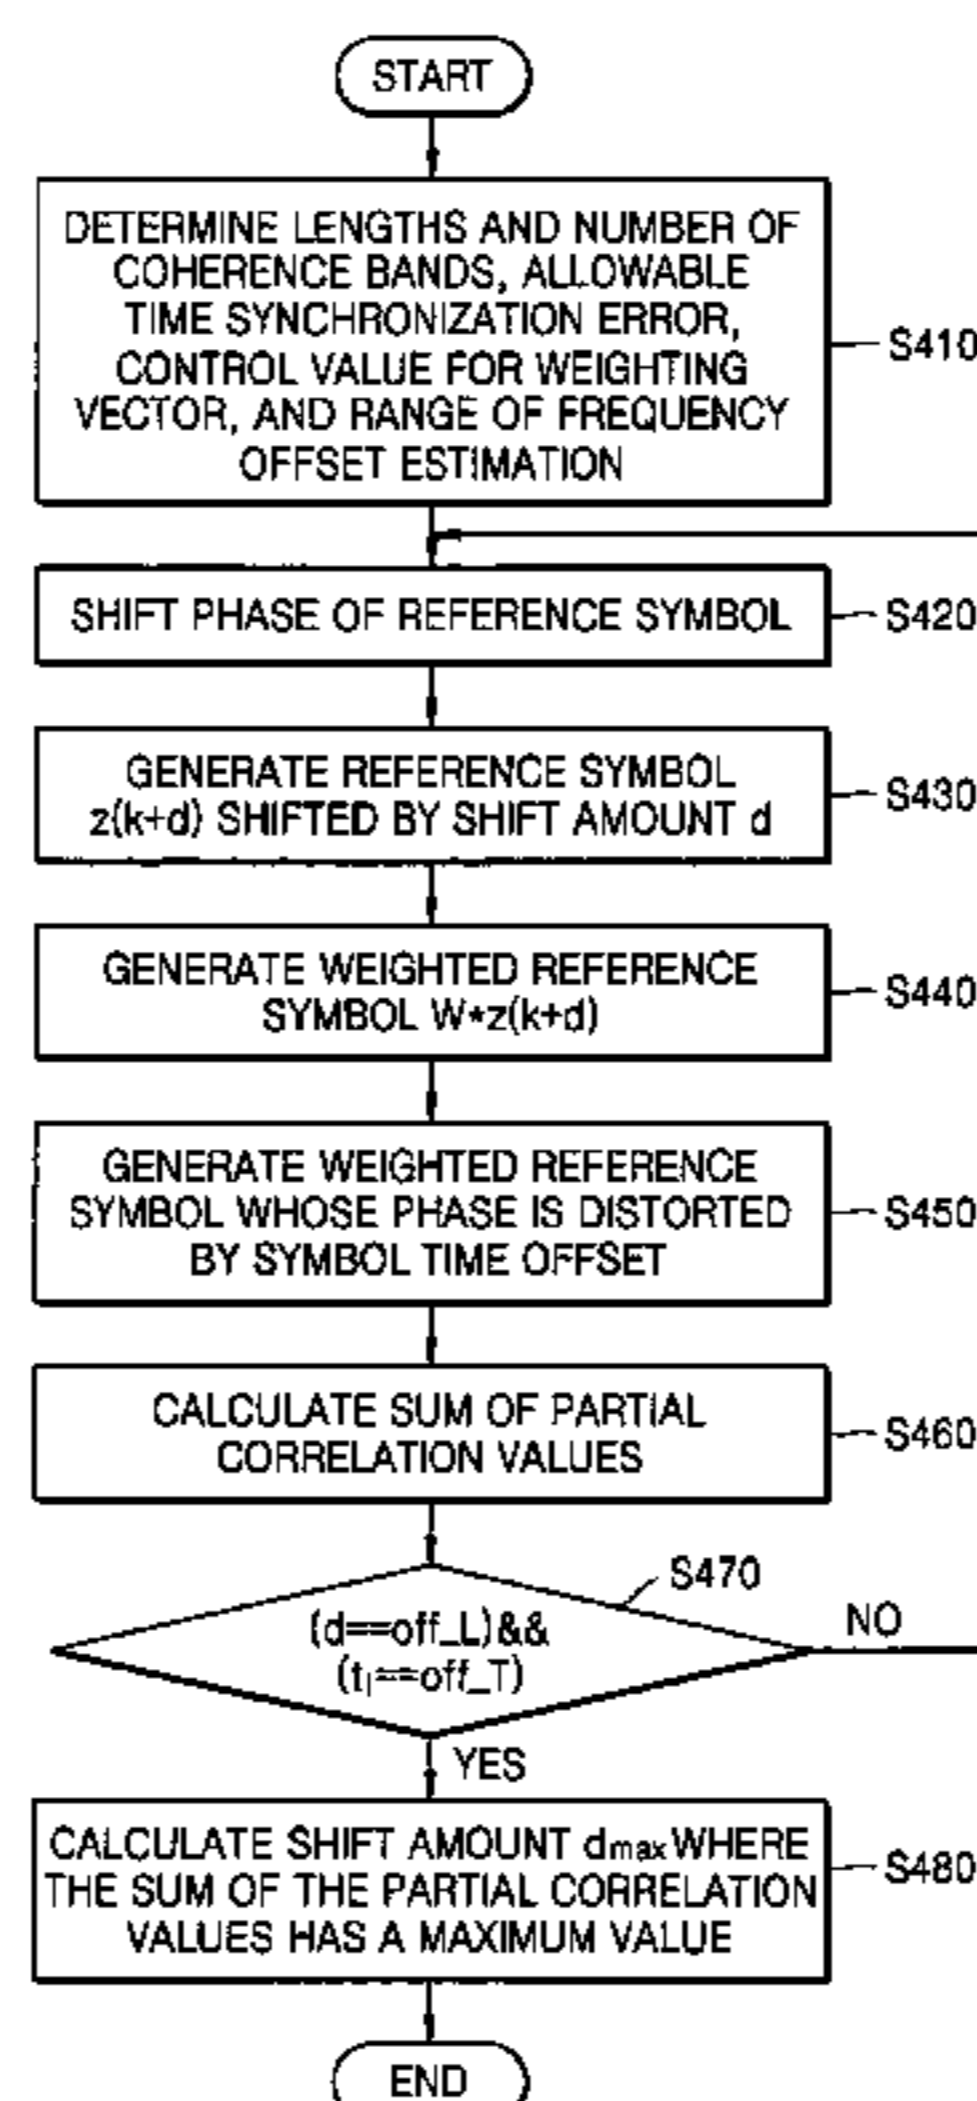 START
DETERMINE LENGTHS AND NUMBER OF
COHERENCE BANDS, ALLOWABLE
TIME SYNCHRONIZATION ERROR,
CONTROL VALUE FOR WEIGHTING
VECTOR, AND RANGE OF FREQUENCY
OFFSET ESTIMATION
S410
SHIFT PHASE OF REFERENCE SYMBOL
S420
GENERATE REFERENCE SYMBOL
z(k+d) SHIFTED BY SHIFT AMOUNT d
S430
GENERATE WEIGHTED REFERENCE
SYMBOL W*z(k+d)
S440
GENERATE WEIGHTED REFERENCE
SYMBOL WHOSE PHASE IS DISTORTED
BY SYMBOL TIME OFFSET
S450
CALCULATE SUM OF PARTIAL
CORRELATION VALUES
S460
S470
(d==off_L)&&
(tl==off_T)
NO
YES
CALCULATE SHIFT AMOUNT dmax WHERE
THE SUM OF THE PARTIAL CORRELATION
VALUES HAS A MAXIMUM VALUE
S480
END